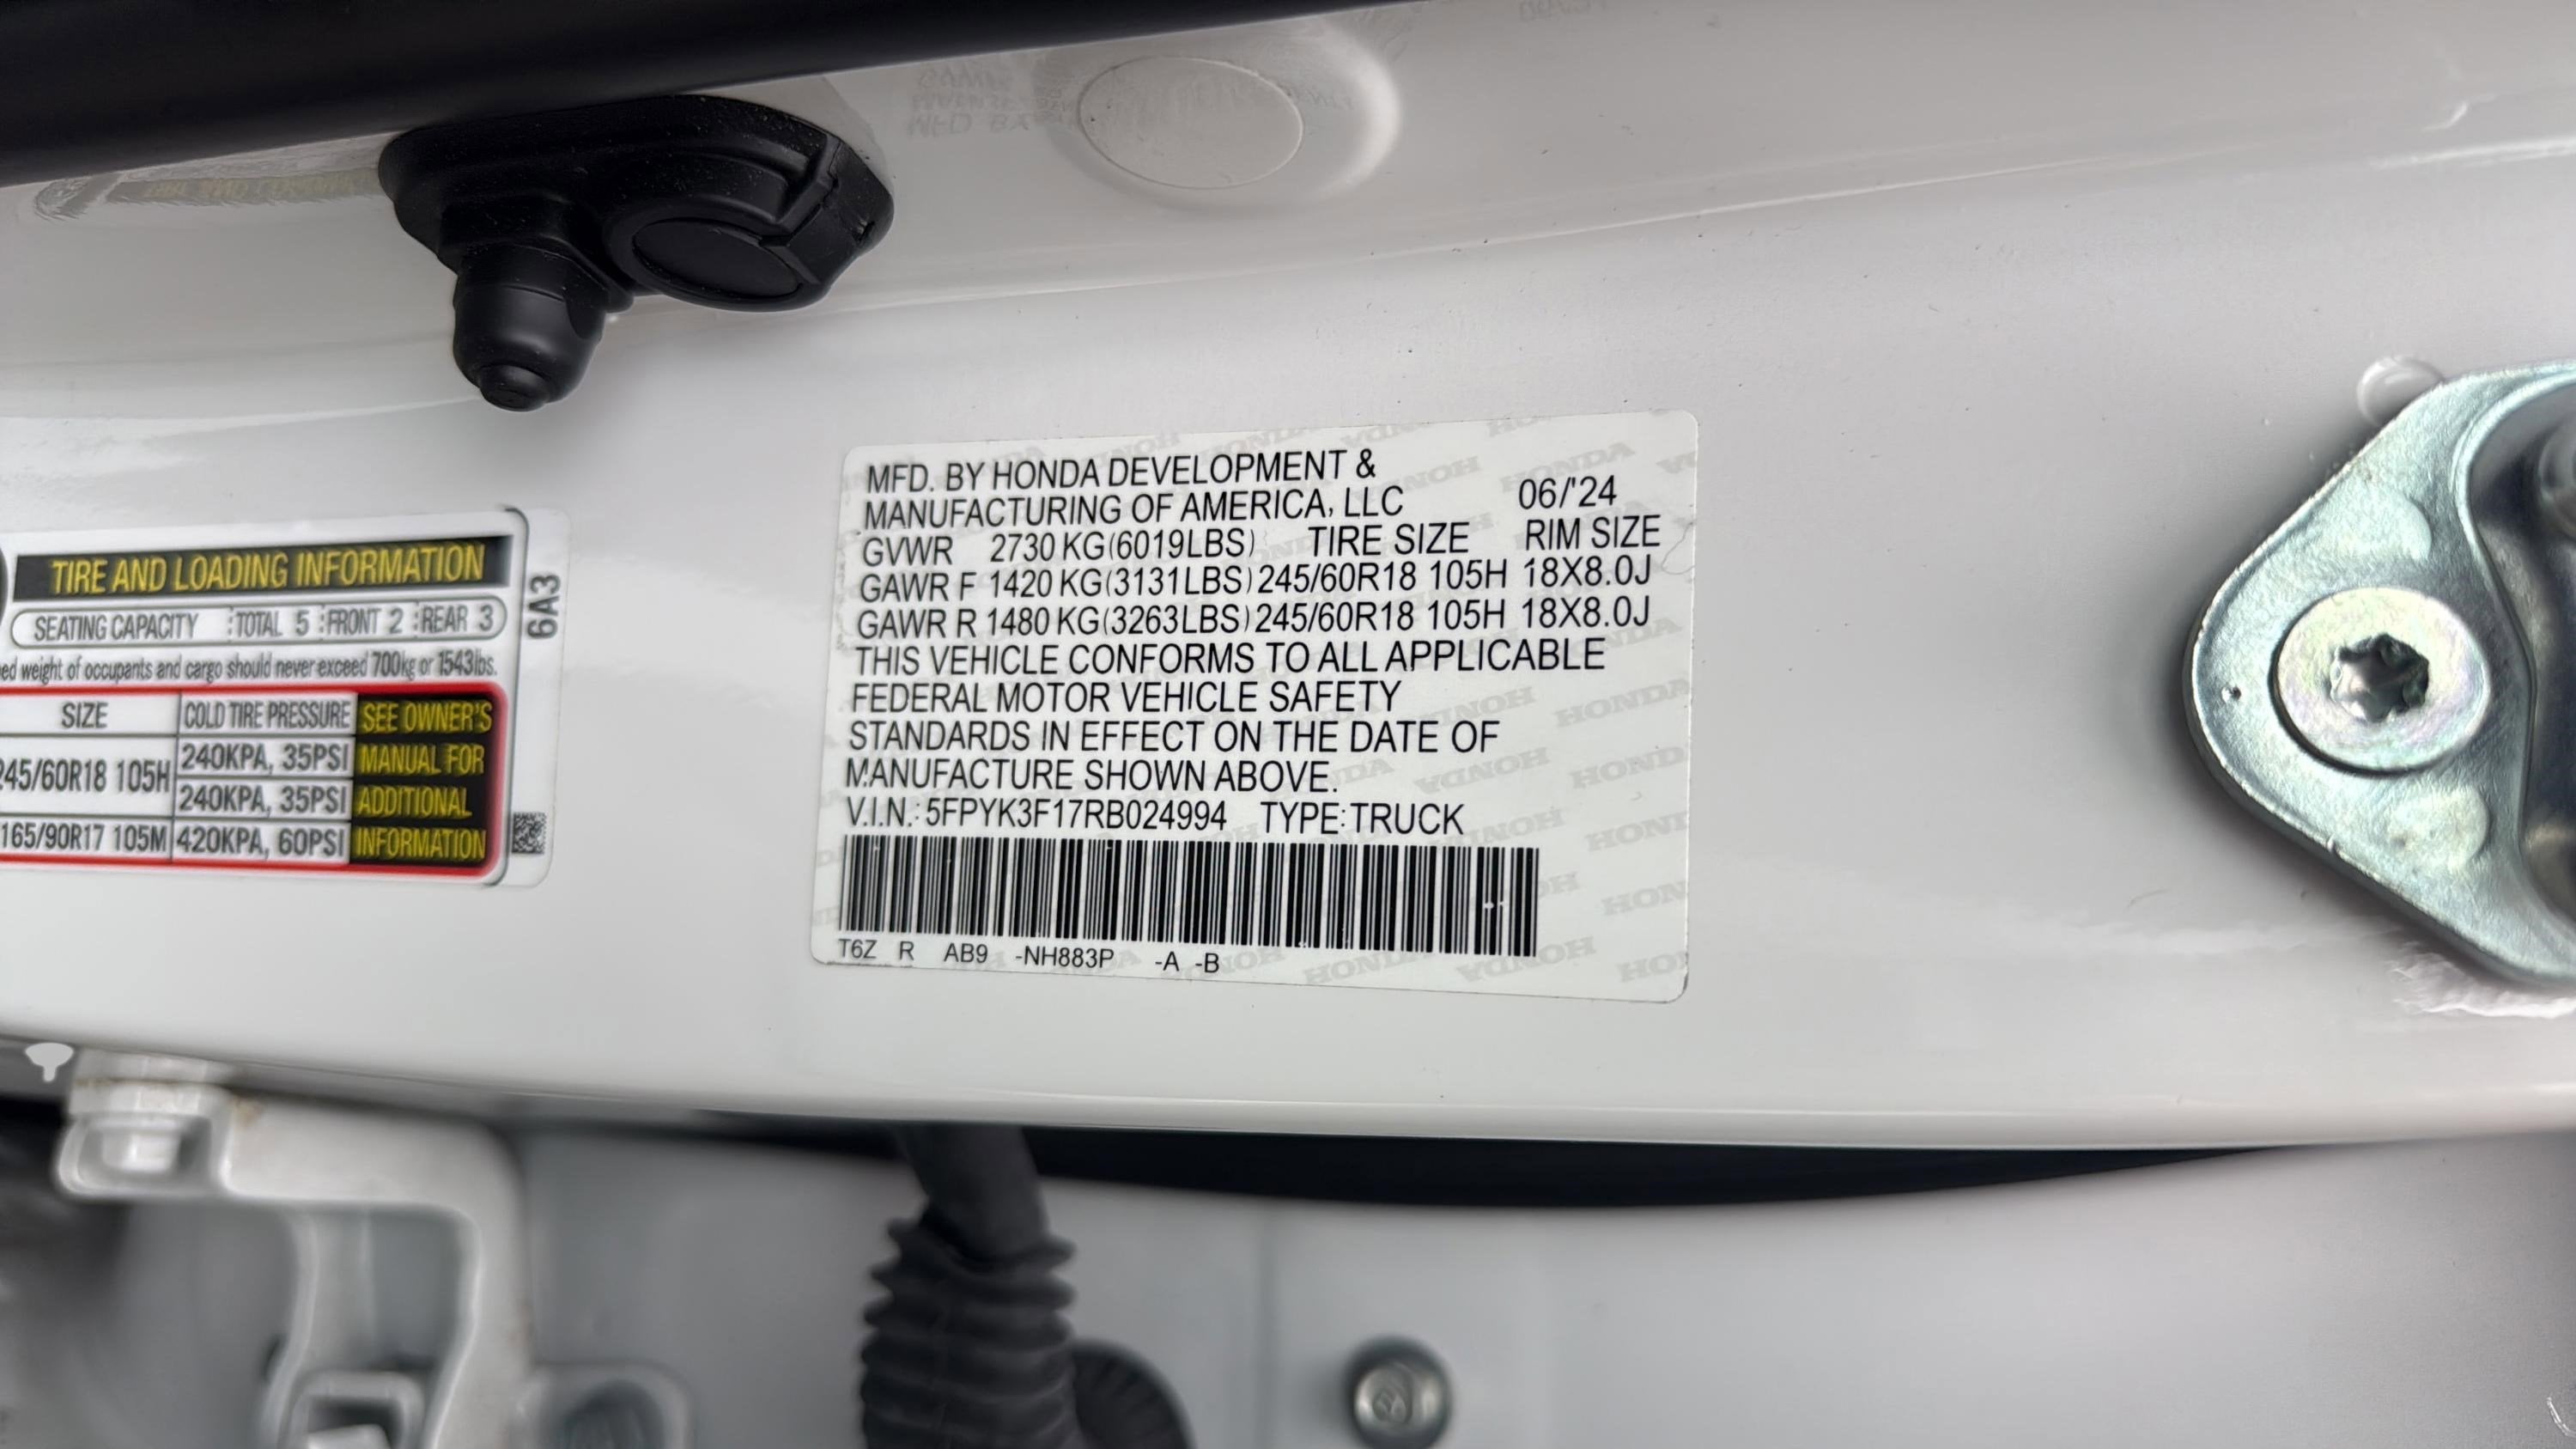 MFD. BY HONDA DEVELOPMENT &
MANUFACTURING OF AMERICA, LLC 06/'24
GVWR 2730 KG(6019LBS) TIRE SIZE RIM SIZE
GAWR F 1420 KG(3131LBS) 245/60R18 105H 18X8.0J
GAWR R 1480 KG(3263LBS) 245/60R18 105H 18X8.0J
THIS VEHICLE CONFORMS TO ALL APPLICABLE
FEDERAL MOTOR VEHICLE SAFETY
STANDARDS IN EFFECT ON THE DATE OF
MANUFACTURE SHOWN ABOVE.
V.I.N.: 5FPYK3F17RB024994 TYPE: TRUCK
T6Z R AB9 -NH883P -A -B
TIRE AND LOADING INFORMATION
SEATING CAPACITY TOTAL 5 FRONT 2 REAR 3
weight of occupants and cargo should never exceed 700kg or 1543lbs.
SIZE COLD TIRE PRESSURE SEE OWNER'S
245/60R18 105H 240KPA, 35PSI MANUAL FOR
240KPA, 35PSI ADDITIONAL
165/90R17 105M 420KPA, 60PSI INFORMATION
6A3